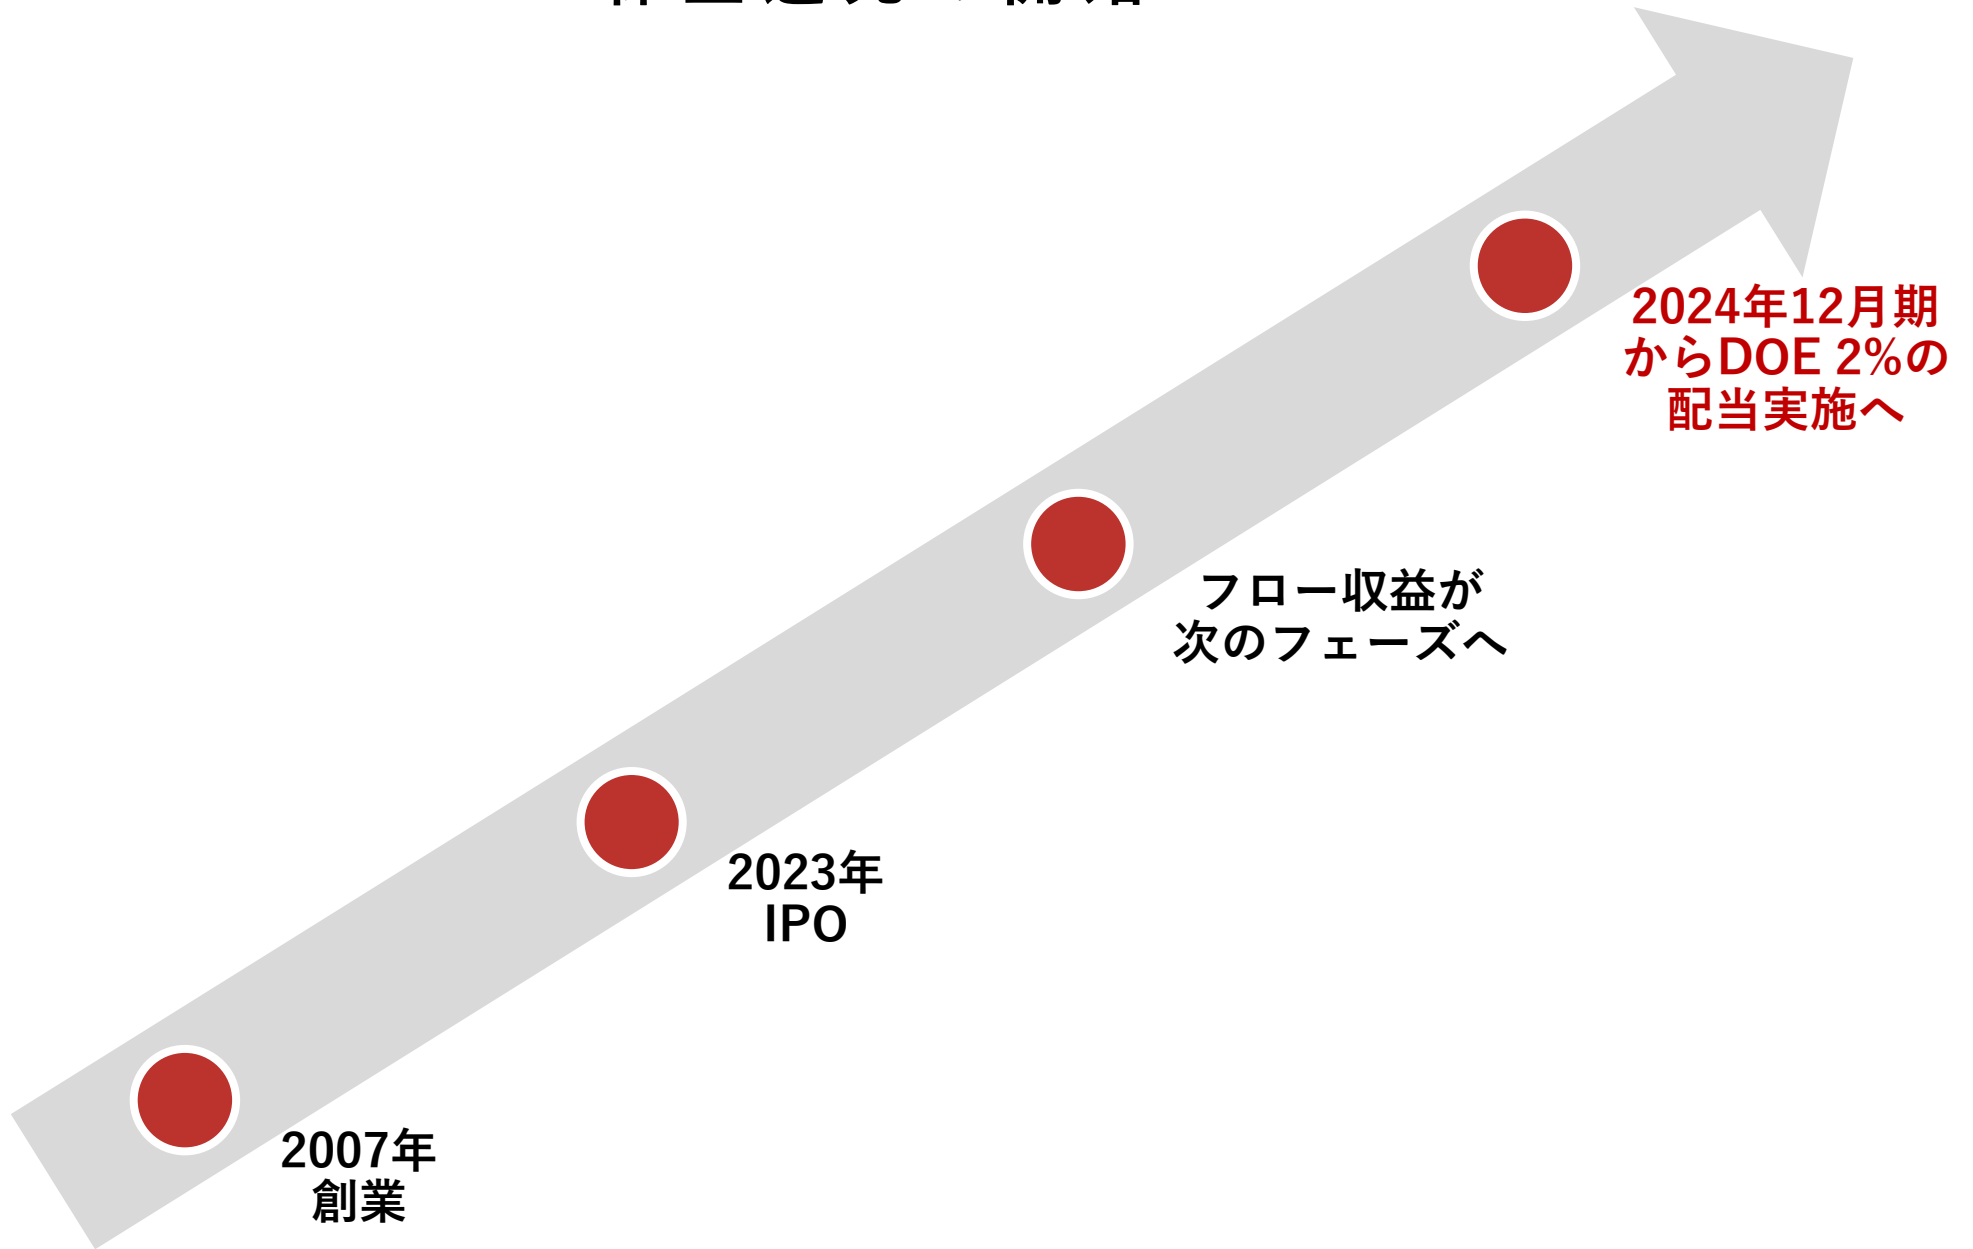 2024年12月期
からDOE 2%の
配当実施へ
フロー収益が
次のフェーズへ
2023年
IPO
2007年
創業